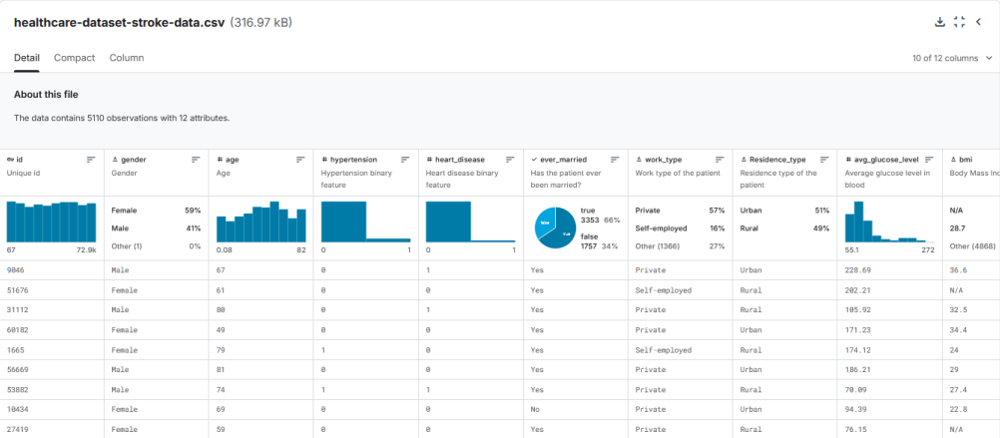 healthcare-dataset-stroke-data.csv (316.97 kB)
Detail Compact Column 10 of 12 columns
About this file
The data contains 5110 observations with 12 attributes.
id gender # age # hypertension # heart_disease ever_married work_type Residence_type # avg_glucose_level bmi
Unique id Gender Age Hypertension binary Heart disease binary Has the patient ever Work type of the patient Residence type of the Average glucose level in Body Mass Ind
feature feature been married? patient blood
Female 59% true Private 57% Urban 51% N/A
3353 66%
Male 41% false true Self-employed 16% Rural 49% 28.7
false
Other (1) 0% 1757 34% Other (1366) 27% Other (4868)
67 72.9k 0.08 82 0 1 0 1 55.1 272
9046 Male 67 0 1 Yes Private Urban 228.69 36.6
51676 Female 61 0 0 Yes Self-employed Rural 202.21 N/A
31112 Male 80 0 1 Yes Private Rural 105.92 32.5
60182 Female 49 0 0 Yes Private Urban 171.23 34.4
1665 Female 79 1 0 Yes Self-employed Rural 174.12 24
56669 Male 81 0 0 Yes Private Urban 186.21 29
53882 Male 74 1 1 Yes Private Rural 70.09 27.4
10434 Female 69 0 0 No Private Urban 94.39 22.8
27419 Female 59 0 0 Yes Private Rural 76.15 N/A